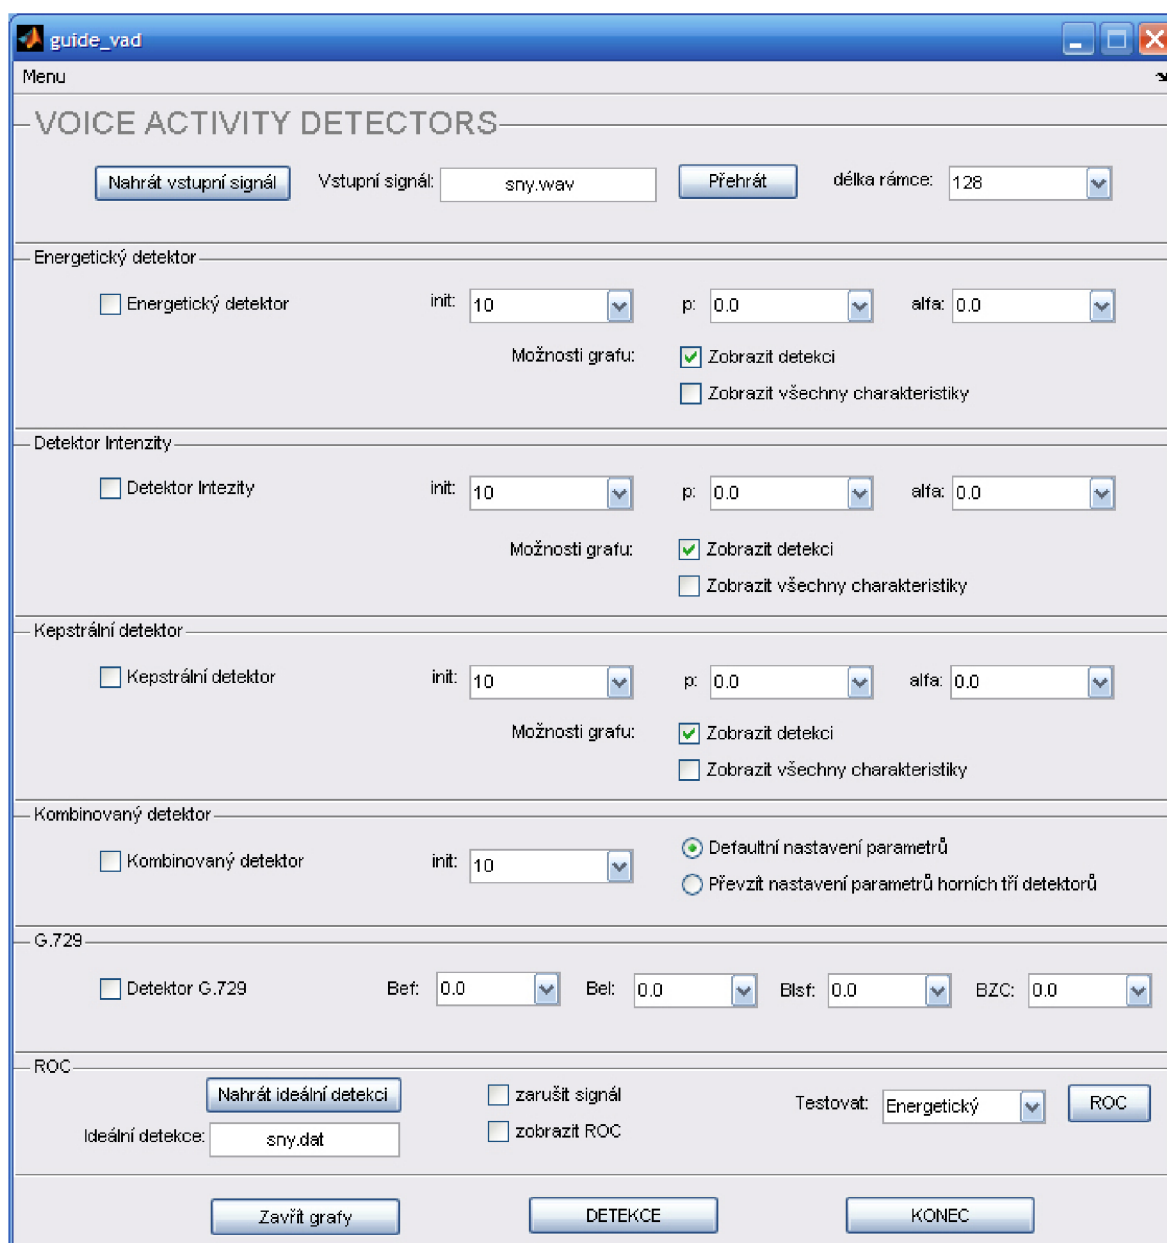 guide_vad
Menu
VOICE ACTIVITY DETECTORS
Nahrát vstupní signál Vstupní signál: sny.wav Přehrát délka rámce: 128
Energetický detektor
Energetický detektor init: 10 p: 0.0 alfa: 0.0
Možnosti grafu: Zobrazit detekci
Zobrazit všechny charakteristiky
Detektor Intenzity
Detektor Intezity init: 10 p: 0.0 alfa: 0.0
Možnosti grafu: Zobrazit detekci
Zobrazit všechny charakteristiky
Kepstrální detektor
Kepstrální detektor init: 10 p: 0.0 alfa: 0.0
Možnosti grafu: Zobrazit detekci
Zobrazit všechny charakteristiky
Kombinovaný detektor
Kombinovaný detektor init: 10 Defaultní nastavení parametrů
Převzít nastavení parametrů horních tří detektorů
G.729
Detektor G.729 Bef: 0.0 Bel: 0.0 Blsf: 0.0 BZC: 0.0
ROC
Nahrát ideální detekci zarušit signál Testovat: Energetický ROC
Ideální detekce: sny.dat zobrazit ROC
Zavřít grafy DETEKCE KONEC